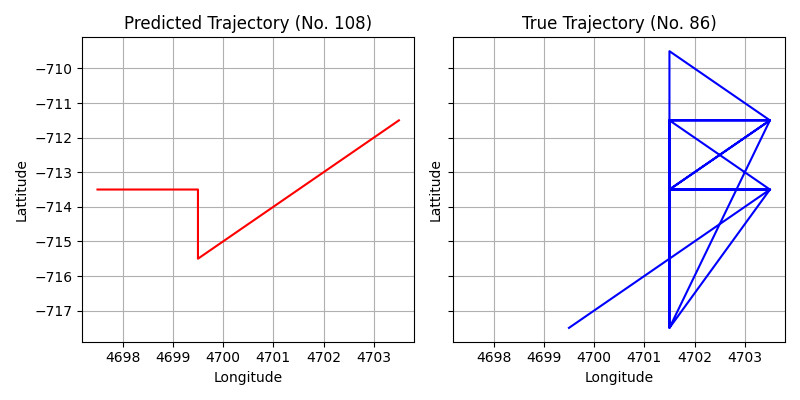 Predicted Trajectory (No. 108)
True Trajectory (No. 86)
Lattitude
−710
−711
−712
−713
−714
−715
−716
−717
4698 4699 4700 4701 4702 4703
Longitude
Lattitude
4698 4699 4700 4701 4702 4703
Longitude